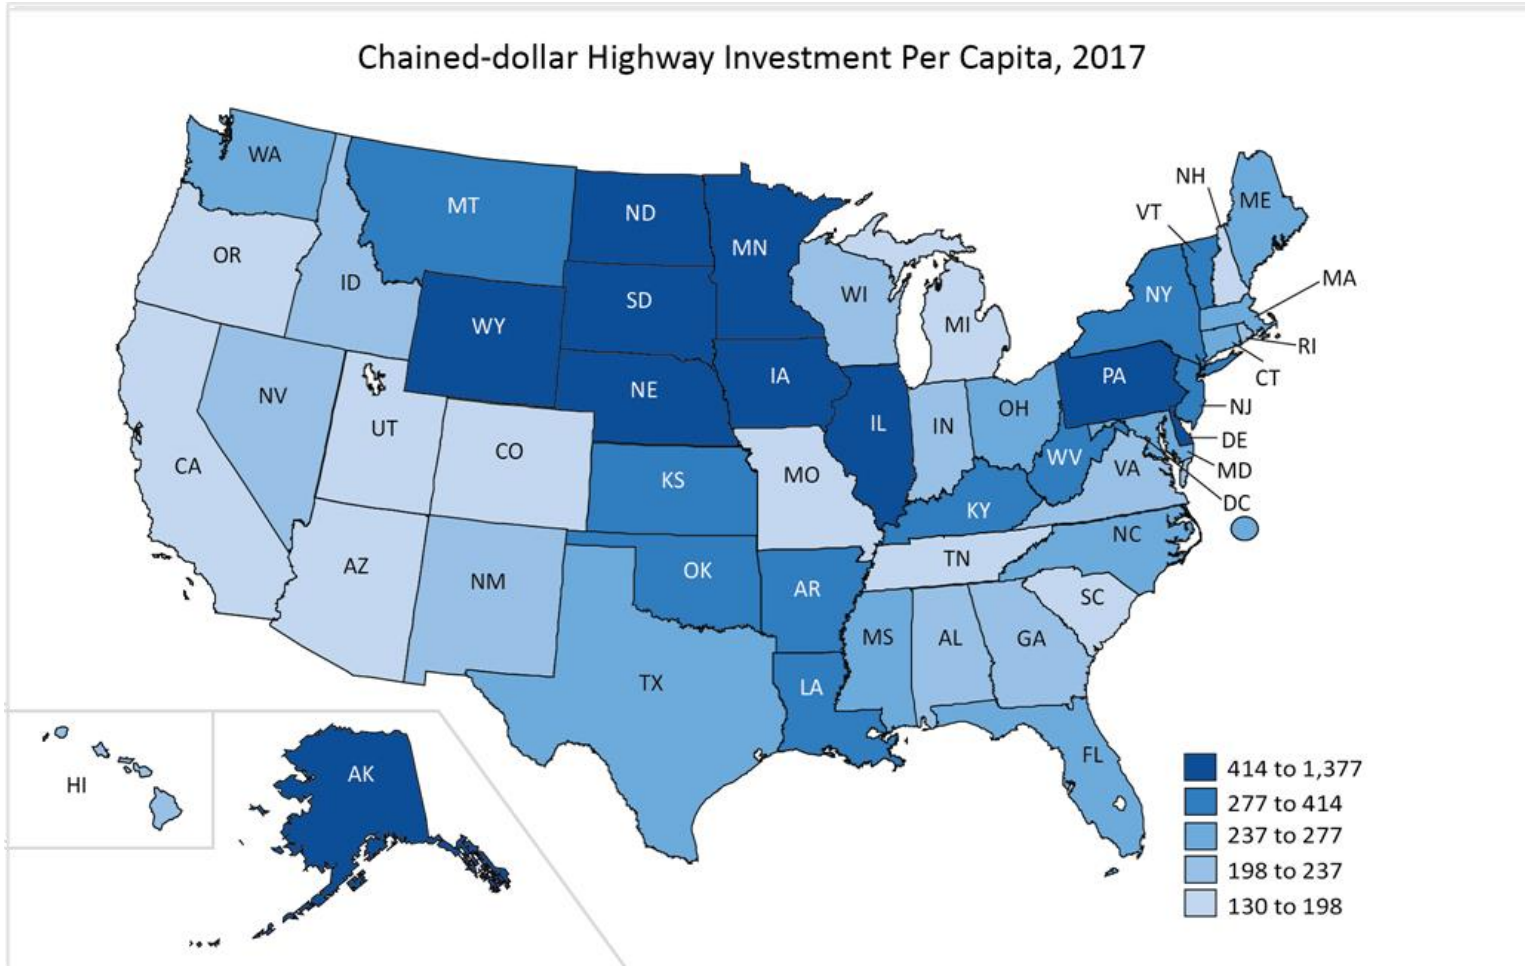 Chained-dollar Highway Investment Per Capita, 2017
WA
MT
ND
MN
OR
ID
WY
SD
WI
MI
NH
VT
ME
NY
MA
RI
CT
NJ
DE
MD
DC
NV
UT
CO
NE
IA
IL
IN
OH
PA
CA
KS
MO
WV
VA
KY
AZ
NM
OK
AR
TN
NC
SC
TX
LA
MS
AL
GA
FL
HI
AK
414 to 1,377
277 to 414
237 to 277
198 to 237
130 to 198